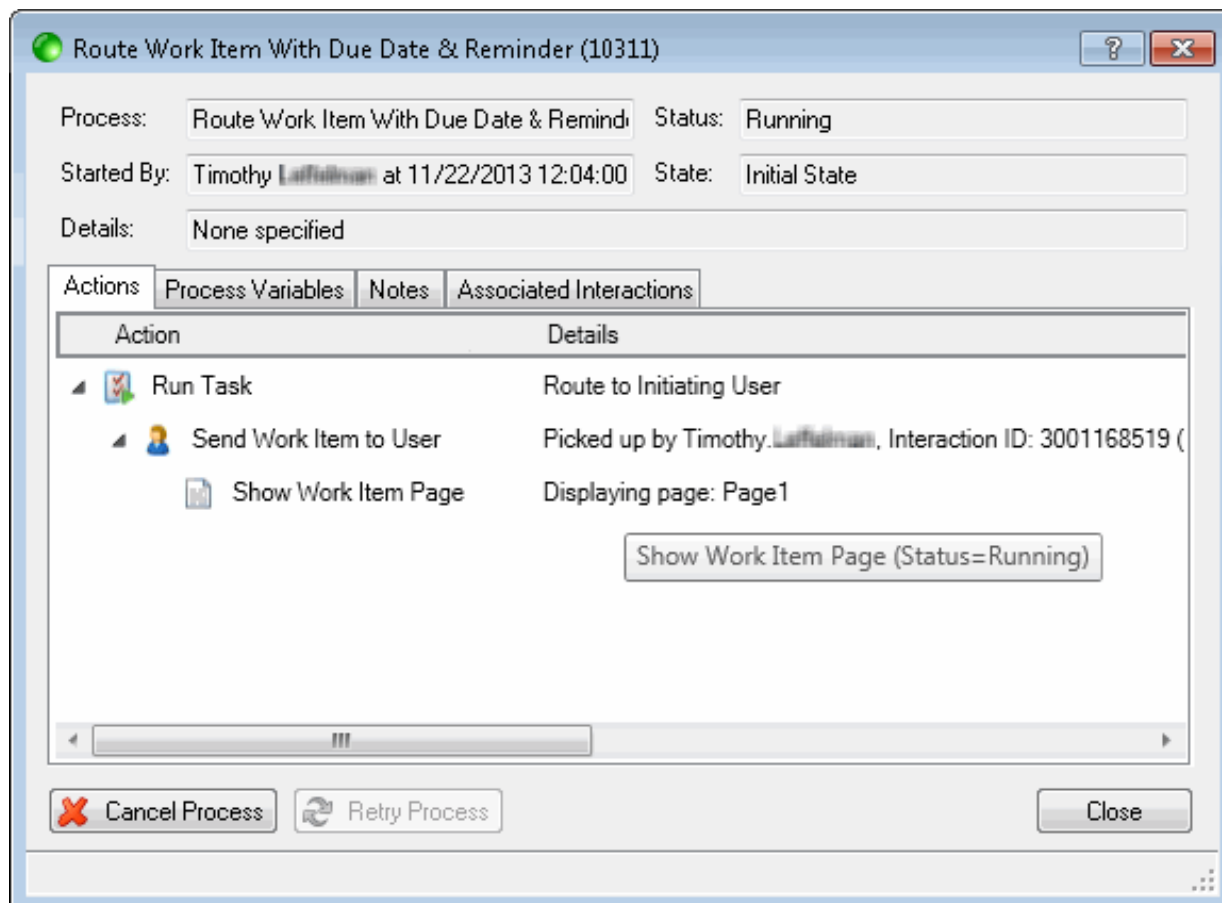 Route Work Item With Due Date & Reminder (10311)
Process: Route Work Item With Due Date & Remind Status: Running
Started By: Timothy at 11/22/2013 12:04:00 State: Initial State
Details: None specified
Actions Process Variables Notes Associated Interactions
Action Details
Run Task Route to Initiating User
Send Work Item to User Picked up by Timothy. , Interaction ID: 3001168519 (
Show Work Item Page Displaying page: Page1
Show Work Item Page (Status=Running)
Cancel Process Retry Process Close